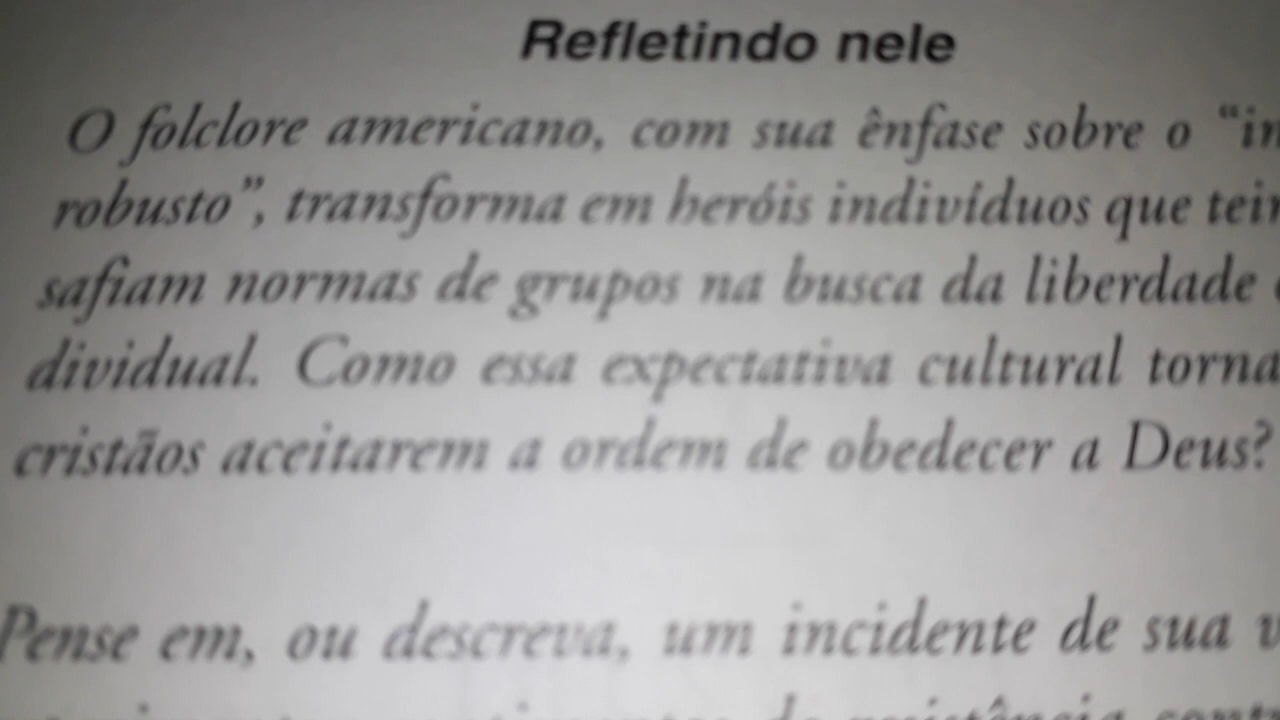 Refletindo nele
O folclore americano, com sua ênfase sobre o “in
robusto”, transforma em heróis indivíduos que tei
safiam normas de grupos na busca da liberdade
dividual. Como essa expectativa cultural torna
cristãos aceitarem a ordem de obedecer a Deus?
Pense em, ou descreva, um incidente de sua v
de resistência